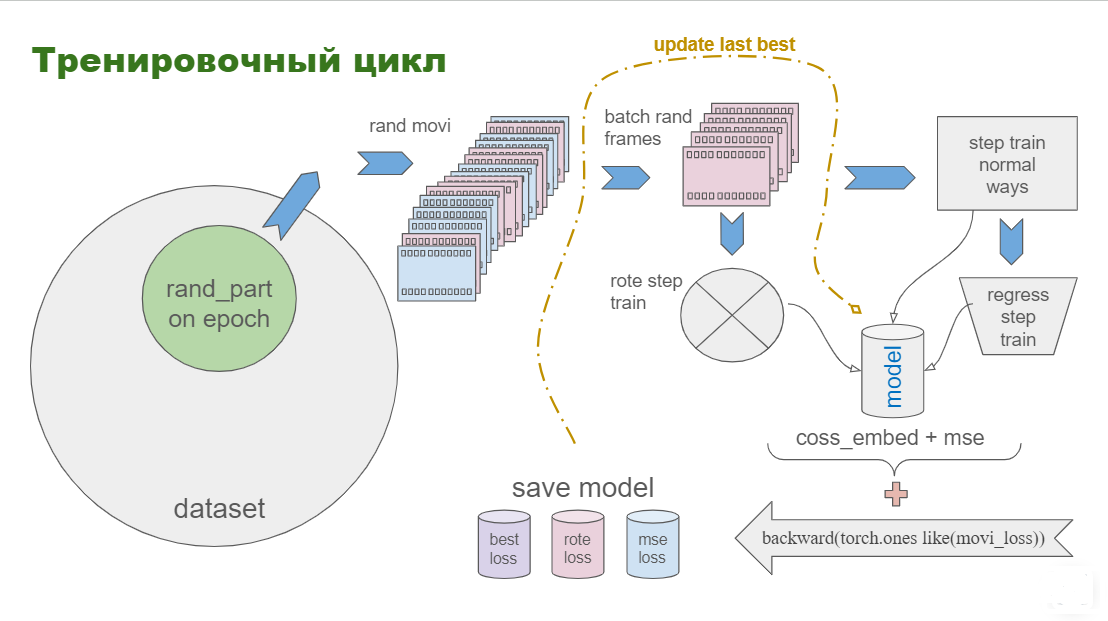 Тренировочный цикл
update last best
rand movi
batch rand
frames
step train
normal
ways
rand_part
on epoch
rote step
train
regress
step
train
model
dataset
coss_embed + mse
save model
best
loss
rote
loss
mse
loss
backward(torch.ones like(movi_loss))